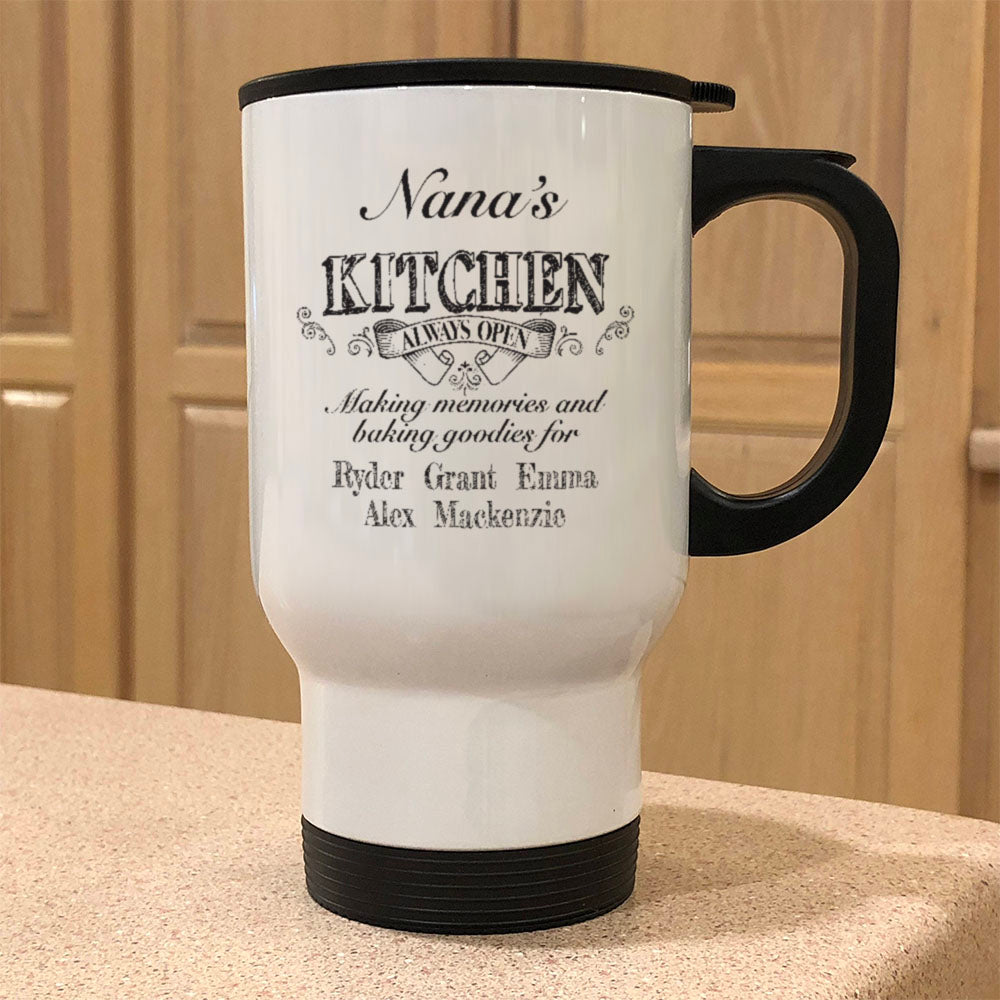 Nana's
KITCHEN
ALWAYS OPEN
Making memories and
baking goodies for
Ryder Grant Emma
Alex Mackenzie